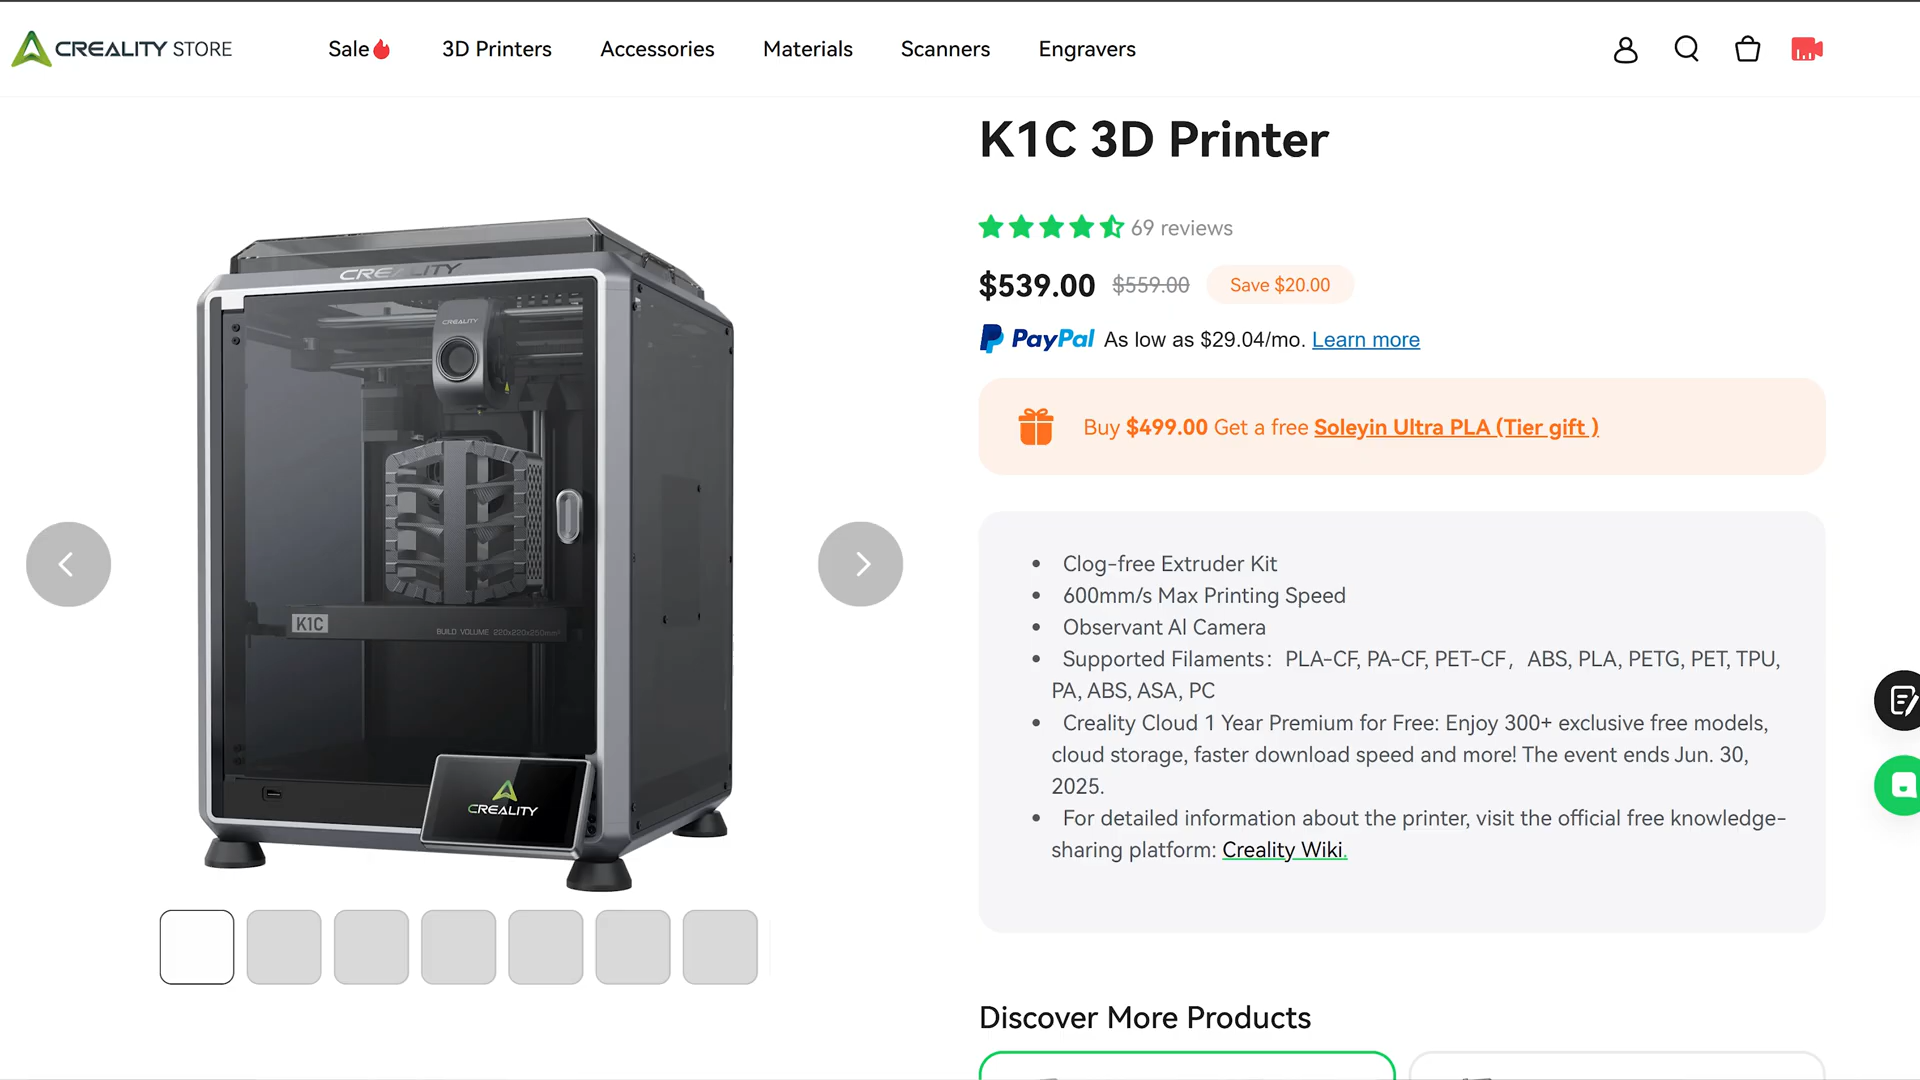 CREALITY STORE
Sale
3D Printers
Accessories
Materials
Scanners
Engravers
K1C 3D Printer
69 reviews
$539.00 $559.00 Save $20.00
PayPal As low as $29.04/mo. Learn more
Buy $499.00 Get a free Soleyin Ultra PLA (Tier gift )
• Clog-free Extruder Kit
• 600mm/s Max Printing Speed
• Observant Al Camera
• Supported Filaments： PLA-CF, PA-CF, PET-CF， ABS, PLA, PETG, PET, TPU,
PA, ABS, ASA, PC
• Creality Cloud 1 Year Premium for Free: Enjoy 300+ exclusive free models,
cloud storage, faster download speed and more! The event ends Jun. 30,
2025.
• For detailed information about the printer, visit the official free knowledge-
sharing platform: Creality Wiki.
Discover More Products
CREALITY
CREALITY
K1C
BUILD VOLUME 220x220x250mm³
CREALITY